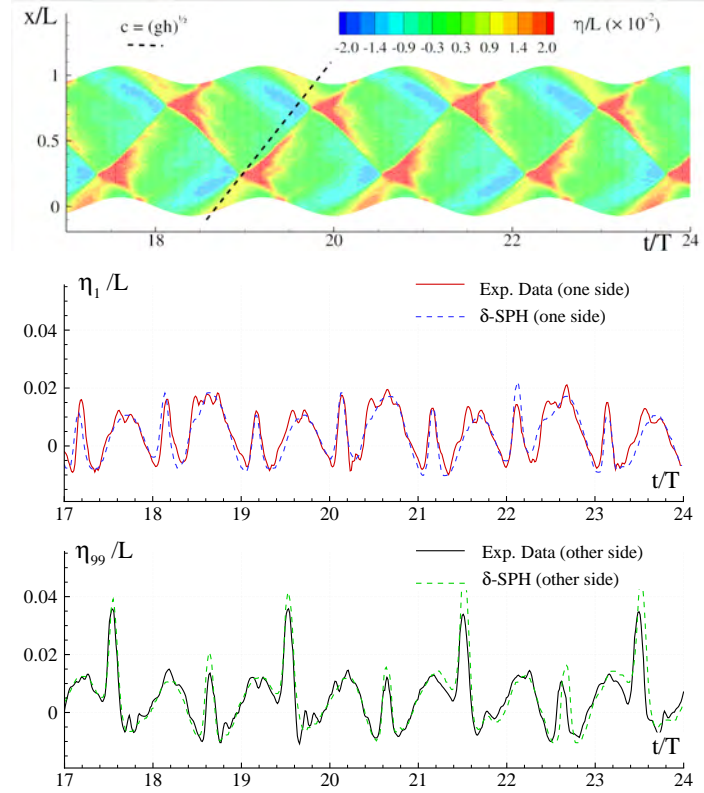 x/L
c = (gh)^½
η/L (× 10⁻²)
-2.0 -1.4 -0.9 -0.3 0.3 0.9 1.4 2.0
1
0.5
0
18 20 22 24
t/T
η₁ /L
Exp. Data (one side)
δ-SPH (one side)
0.04
0.02
0
t/T
17 18 19 20 21 22 23 24
η₉₉ /L
Exp. Data (other side)
δ-SPH (other side)
0.04
0.02
0
t/T
17 18 19 20 21 22 23 24